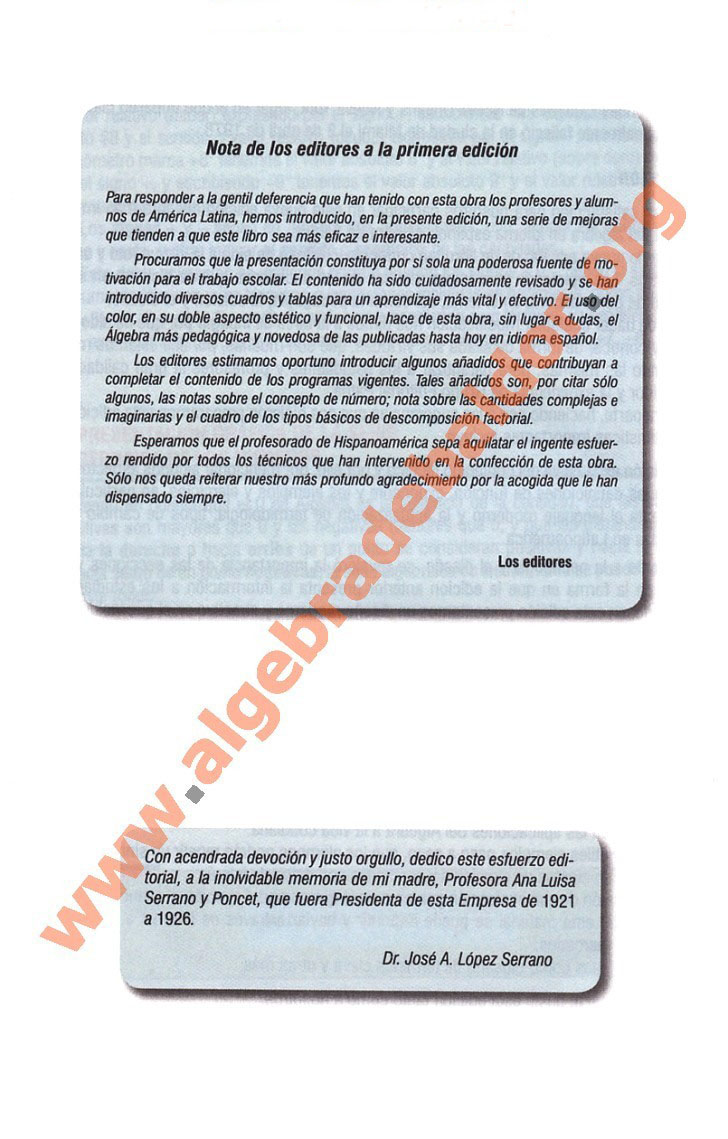 Nota de los editores a la primera edición
Para responder a la gentil deferencia que han tenido con esta obra los profesores y alum-
nos de América Latina, hemos introducido, en la presente edición, una serie de mejoras
que tienden a que este libro sea más eficaz e interesante.
Procuramos que la presentación constituya por sí sola una poderosa fuente de mo-
tivación para el trabajo escolar. El contenido ha sido cuidadosamente revisado y se han
introducido diversos cuadros y tablas para un aprendizaje más vital y efectivo. El uso del
color, en su doble aspecto estético y funcional, hace de esta obra, sin lugar a dudas, el
Álgebra más pedagógica y novedosa de las publicadas hasta hoy en idioma español.
Los editores estimamos oportuno introducir algunos añadidos que contribuyan a
completar el contenido de los programas vigentes. Tales añadidos son, por citar sólo
algunos, las notas sobre el concepto de número; nota sobre las cantidades complejas e
imaginarias y el cuadro de los tipos básicos de descomposición factorial.
Esperamos que el profesorado de Hispanoamérica sepa aquilatar el ingente esfuer-
zo rendido por todos los técnicos que han intervenido en la confección de esta obra.
Sólo nos queda reiterar nuestro más profundo agradecimiento por la acogida que le han
dispensado siempre.
Los editores
www.algebradebaldor.org
Con acendrada devoción y justo orgullo, dedico este esfuerzo edi-
torial, a la inolvidable memoria de mi madre, Profesora Ana Luisa
Serrano y Poncet, que fuera Presidenta de esta Empresa de 1921
a 1926.
Dr. José A. López Serrano